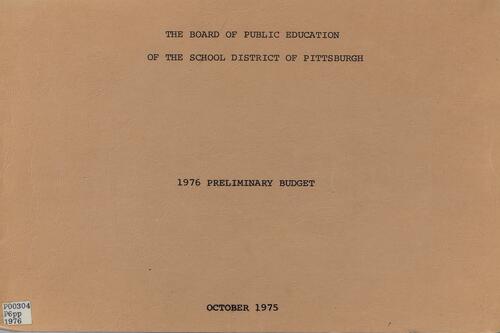 THE BOARD OF PUBLIC EDUCATION
OF THE SCHOOL DISTRICT OF PITTSBURGH
1976 PRELIMINARY BUDGET
OCTOBER 1975
P00304
P6pp
1976